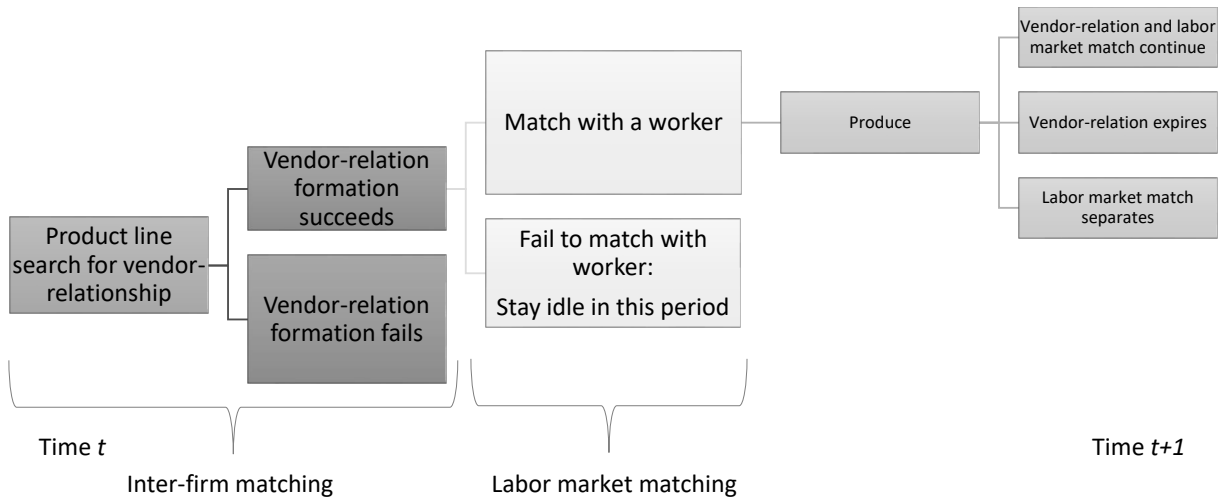 Product line
search for vendor-
relationship
Vendor-relation
formation
succeeds
Vendor-relation
formation fails
Match with a worker
Fail to match with
worker:
Stay idle in this period
Produce
Vendor-relation and labor
market match continue
Vendor-relation expires
Labor market match
separates
Time t
Inter-firm matching
Labor market matching
Time t+1